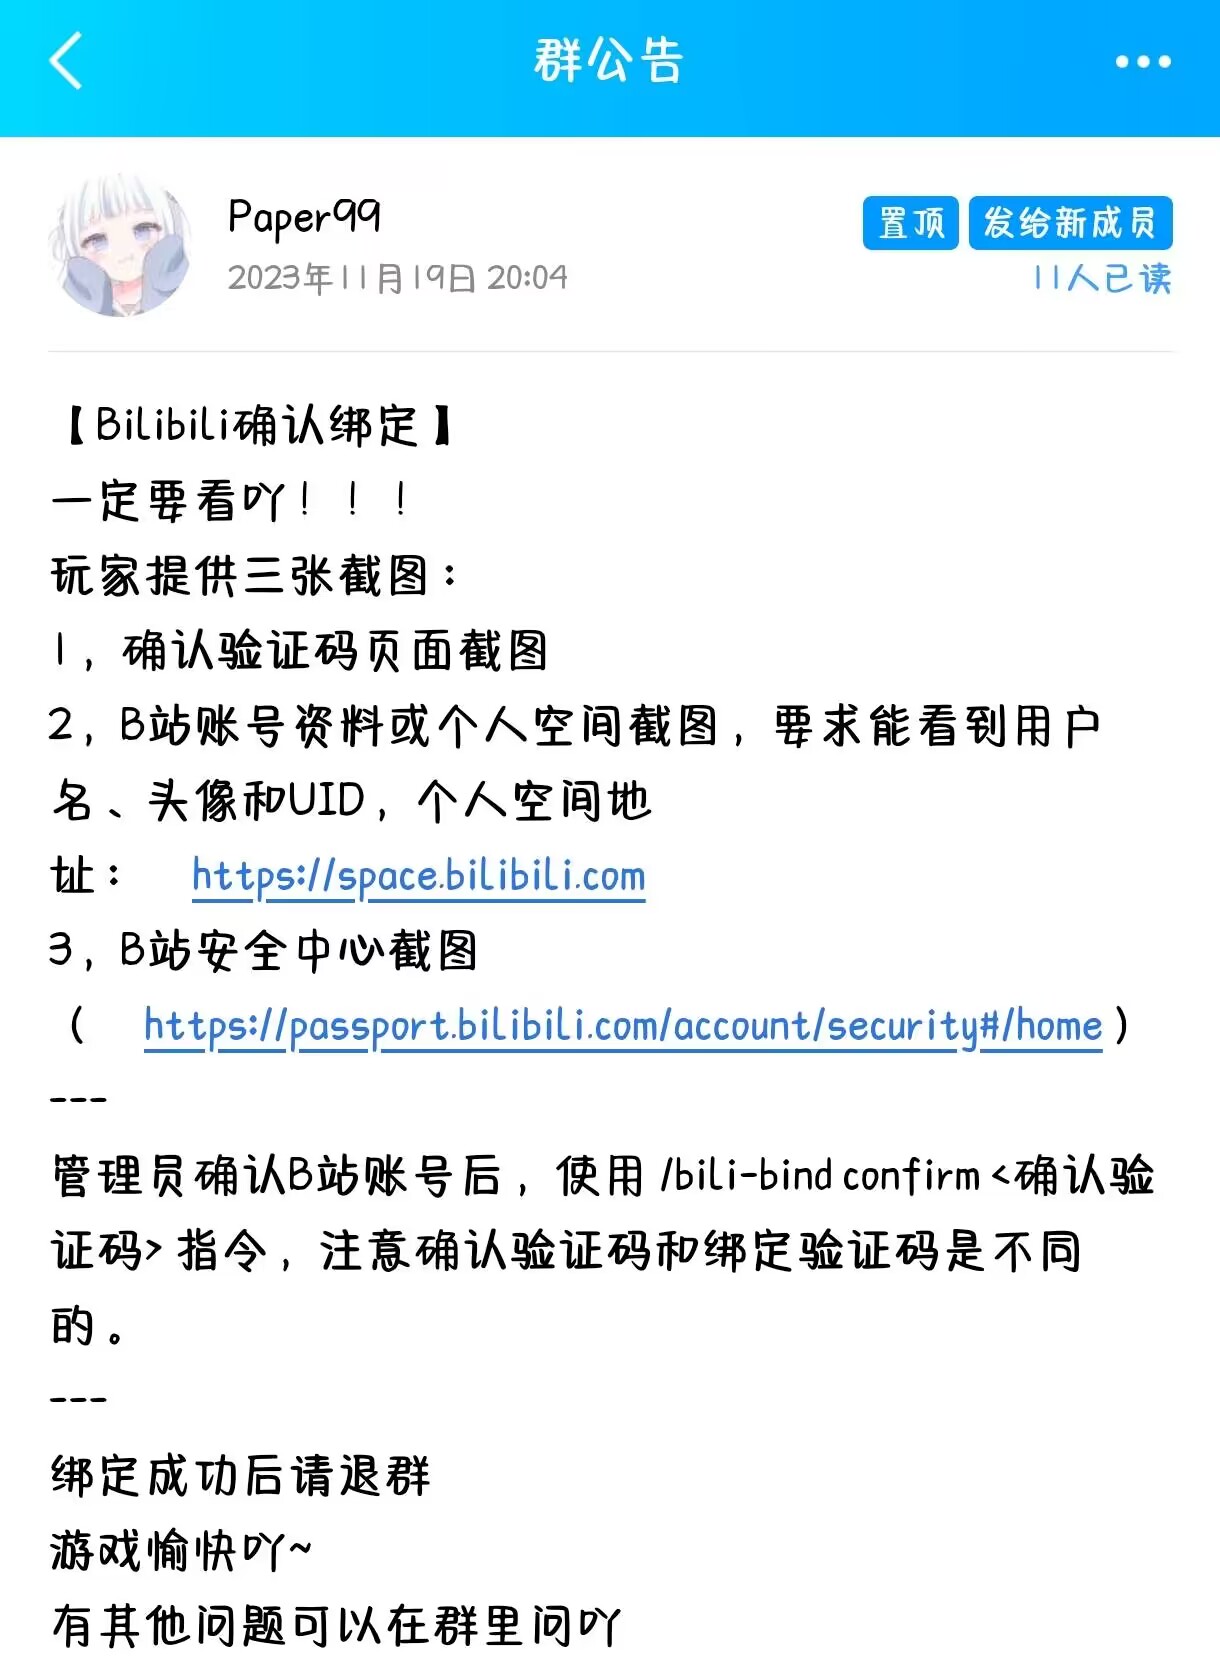 群公告
Paper99
置顶 发给新成员
2023年11月19日 20:04
11人已读
【Bilibili确认绑定】
一定要看吖！！！
玩家提供三张截图：
1，确认验证码页面截图
2，B站账号资料或个人空间截图，要求能看到用户
名、头像和UID，个人空间地
址： https://space.bilibili.com
3，B站安全中心截图
（ https://passport.bilibili.com/account/security#/home ）
---
管理员确认B站账号后，使用 /bili-bind confirm <确认验
证码> 指令，注意确认验证码和绑定验证码是不同
的。
---
绑定成功后请退群
游戏愉快吖~
有其他问题可以在群里问吖